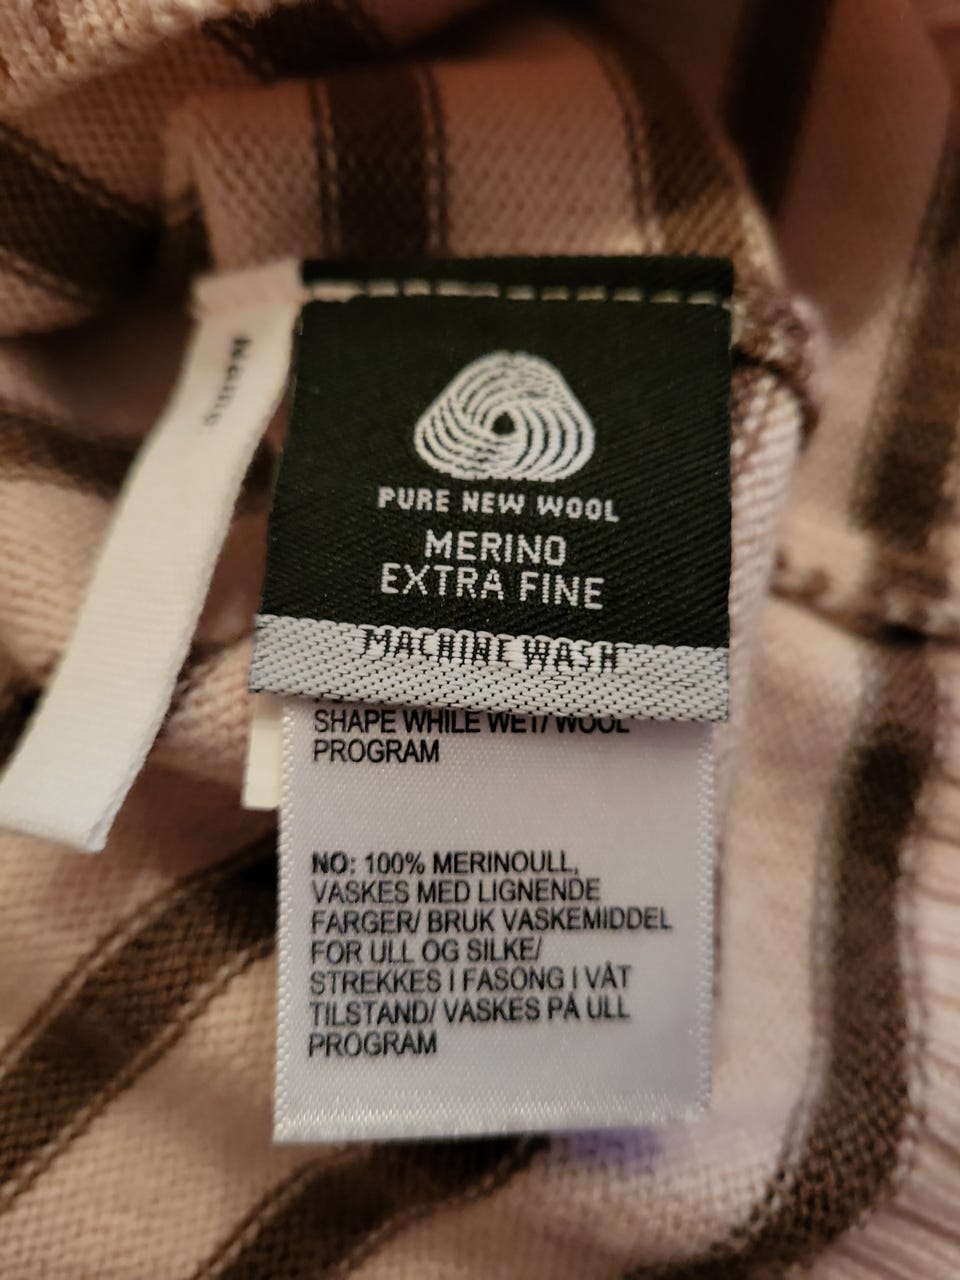 PURE NEW WOOL
MERINO
EXTRA FINE
MACHINE WASH
SHAPE WHILE WET/ WOOL
PROGRAM
NO: 100% MERINOULL,
VASKES MED LIGNENDE
FARGER/ BRUK VASKEMIDDEL
FOR ULL OG SILKE/
STREKKES I FASONG I VÅT
TILSTAND/ VASKES PÅ ULL
PROGRAM